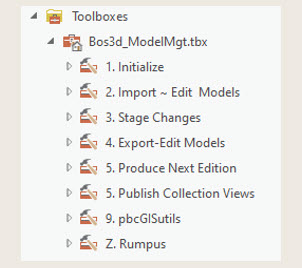 Toolboxes
Bos3d_ModelMgt.tbx
1. Initialize
2. Import ~ Edit  Models
3. Stage Changes
4. Export-Edit Models
5. Produce Next Edition
5. Publish Collection Views
9. pbcGISutils
Z. Rumpus